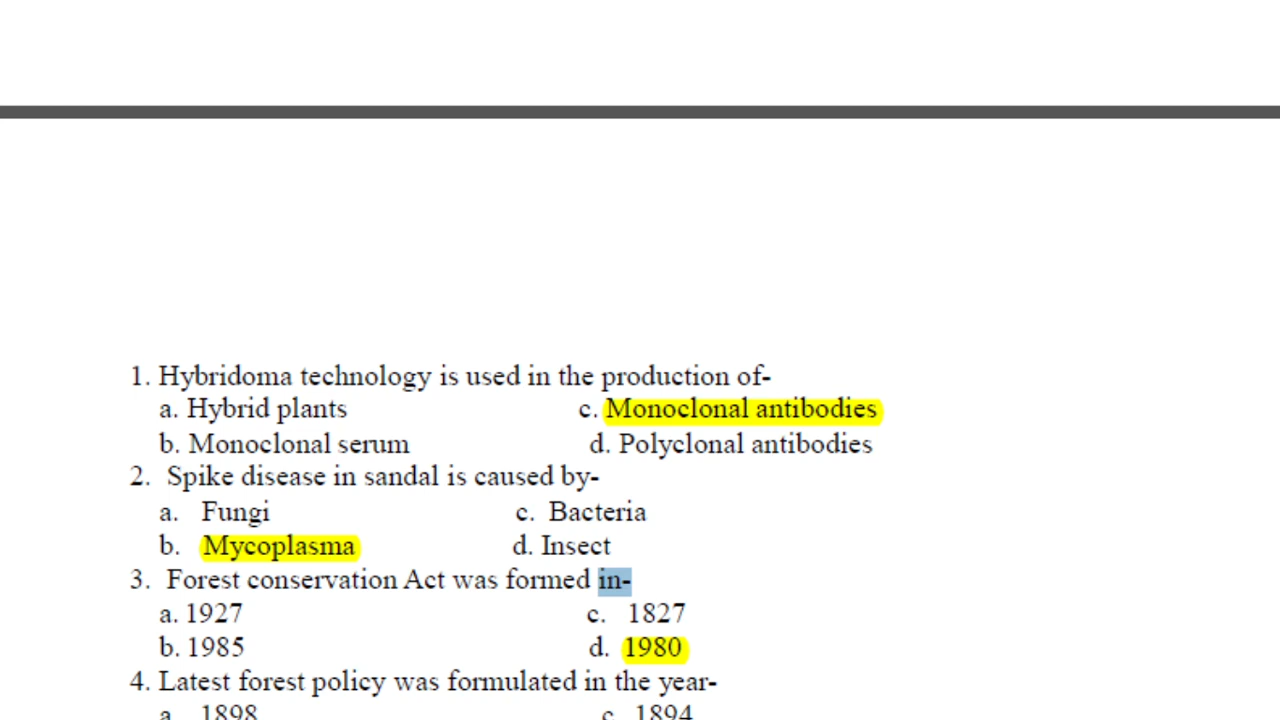 1. Hybridoma technology is used in the production of-
a. Hybrid plants c. Monoclonal antibodies
b. Monoclonal serum d. Polyclonal antibodies
2. Spike disease in sandal is caused by-
a. Fungi c. Bacteria
b. Mycoplasma d. Insect
3. Forest conservation Act was formed in-
a. 1927 c. 1827
b. 1985 d. 1980
4. Latest forest policy was formulated in the year-
a. 1898 c. 1894